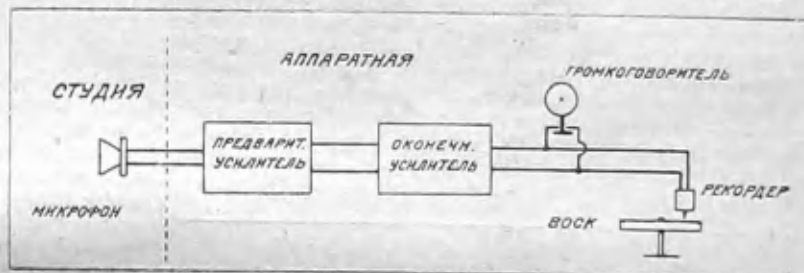 АППАРАТНАЯ
ГРОМКОГОВОРИТЕЛЬ
СТУДИЯ
ПРЕДВАРИТ.
УСИЛИТЕЛЬ
ОКОНЕЧН.
УСИЛИТЕЛЬ
МИКРОФОН
РЕКОРДЕР
ВОСК